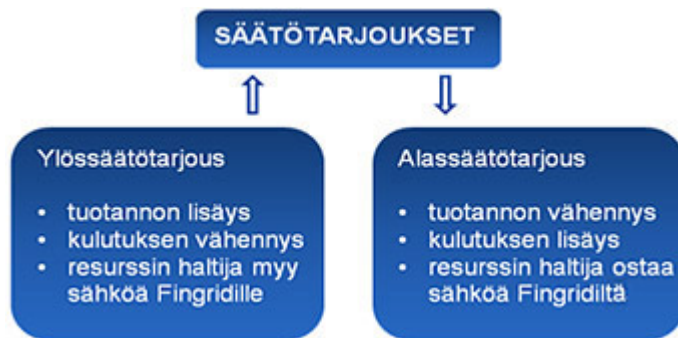 SÄÄTÖTARJOUKSET
Ylössäätötarjous
• tuotannon lisäys
• kulutuksen vähennys
• resurssin haltija myy
sähköä Fingridille
Alassäätötarjous
• tuotannon vähennys
• kulutuksen lisäys
• resurssin haltija ostaa
sähköä Fingridiltä